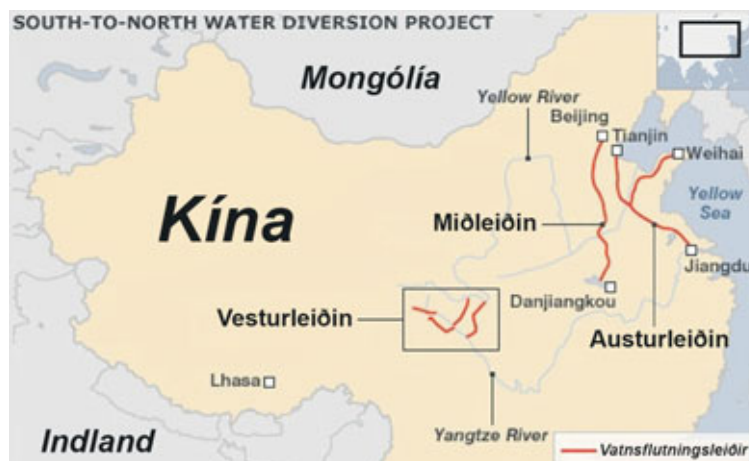 SOUTH-TO-NORTH WATER DIVERSION PROJECT
Mongólía
Yellow River
Beijing
Tianjin
Weihai
Kína
Yellow
Sea
Miðleiðin
Jiangdu
Danjiangkou
Vesturleiðin
Austurleiðin
Lhasa
Yangtze River
Indland
Vatnsflutningsleiðir